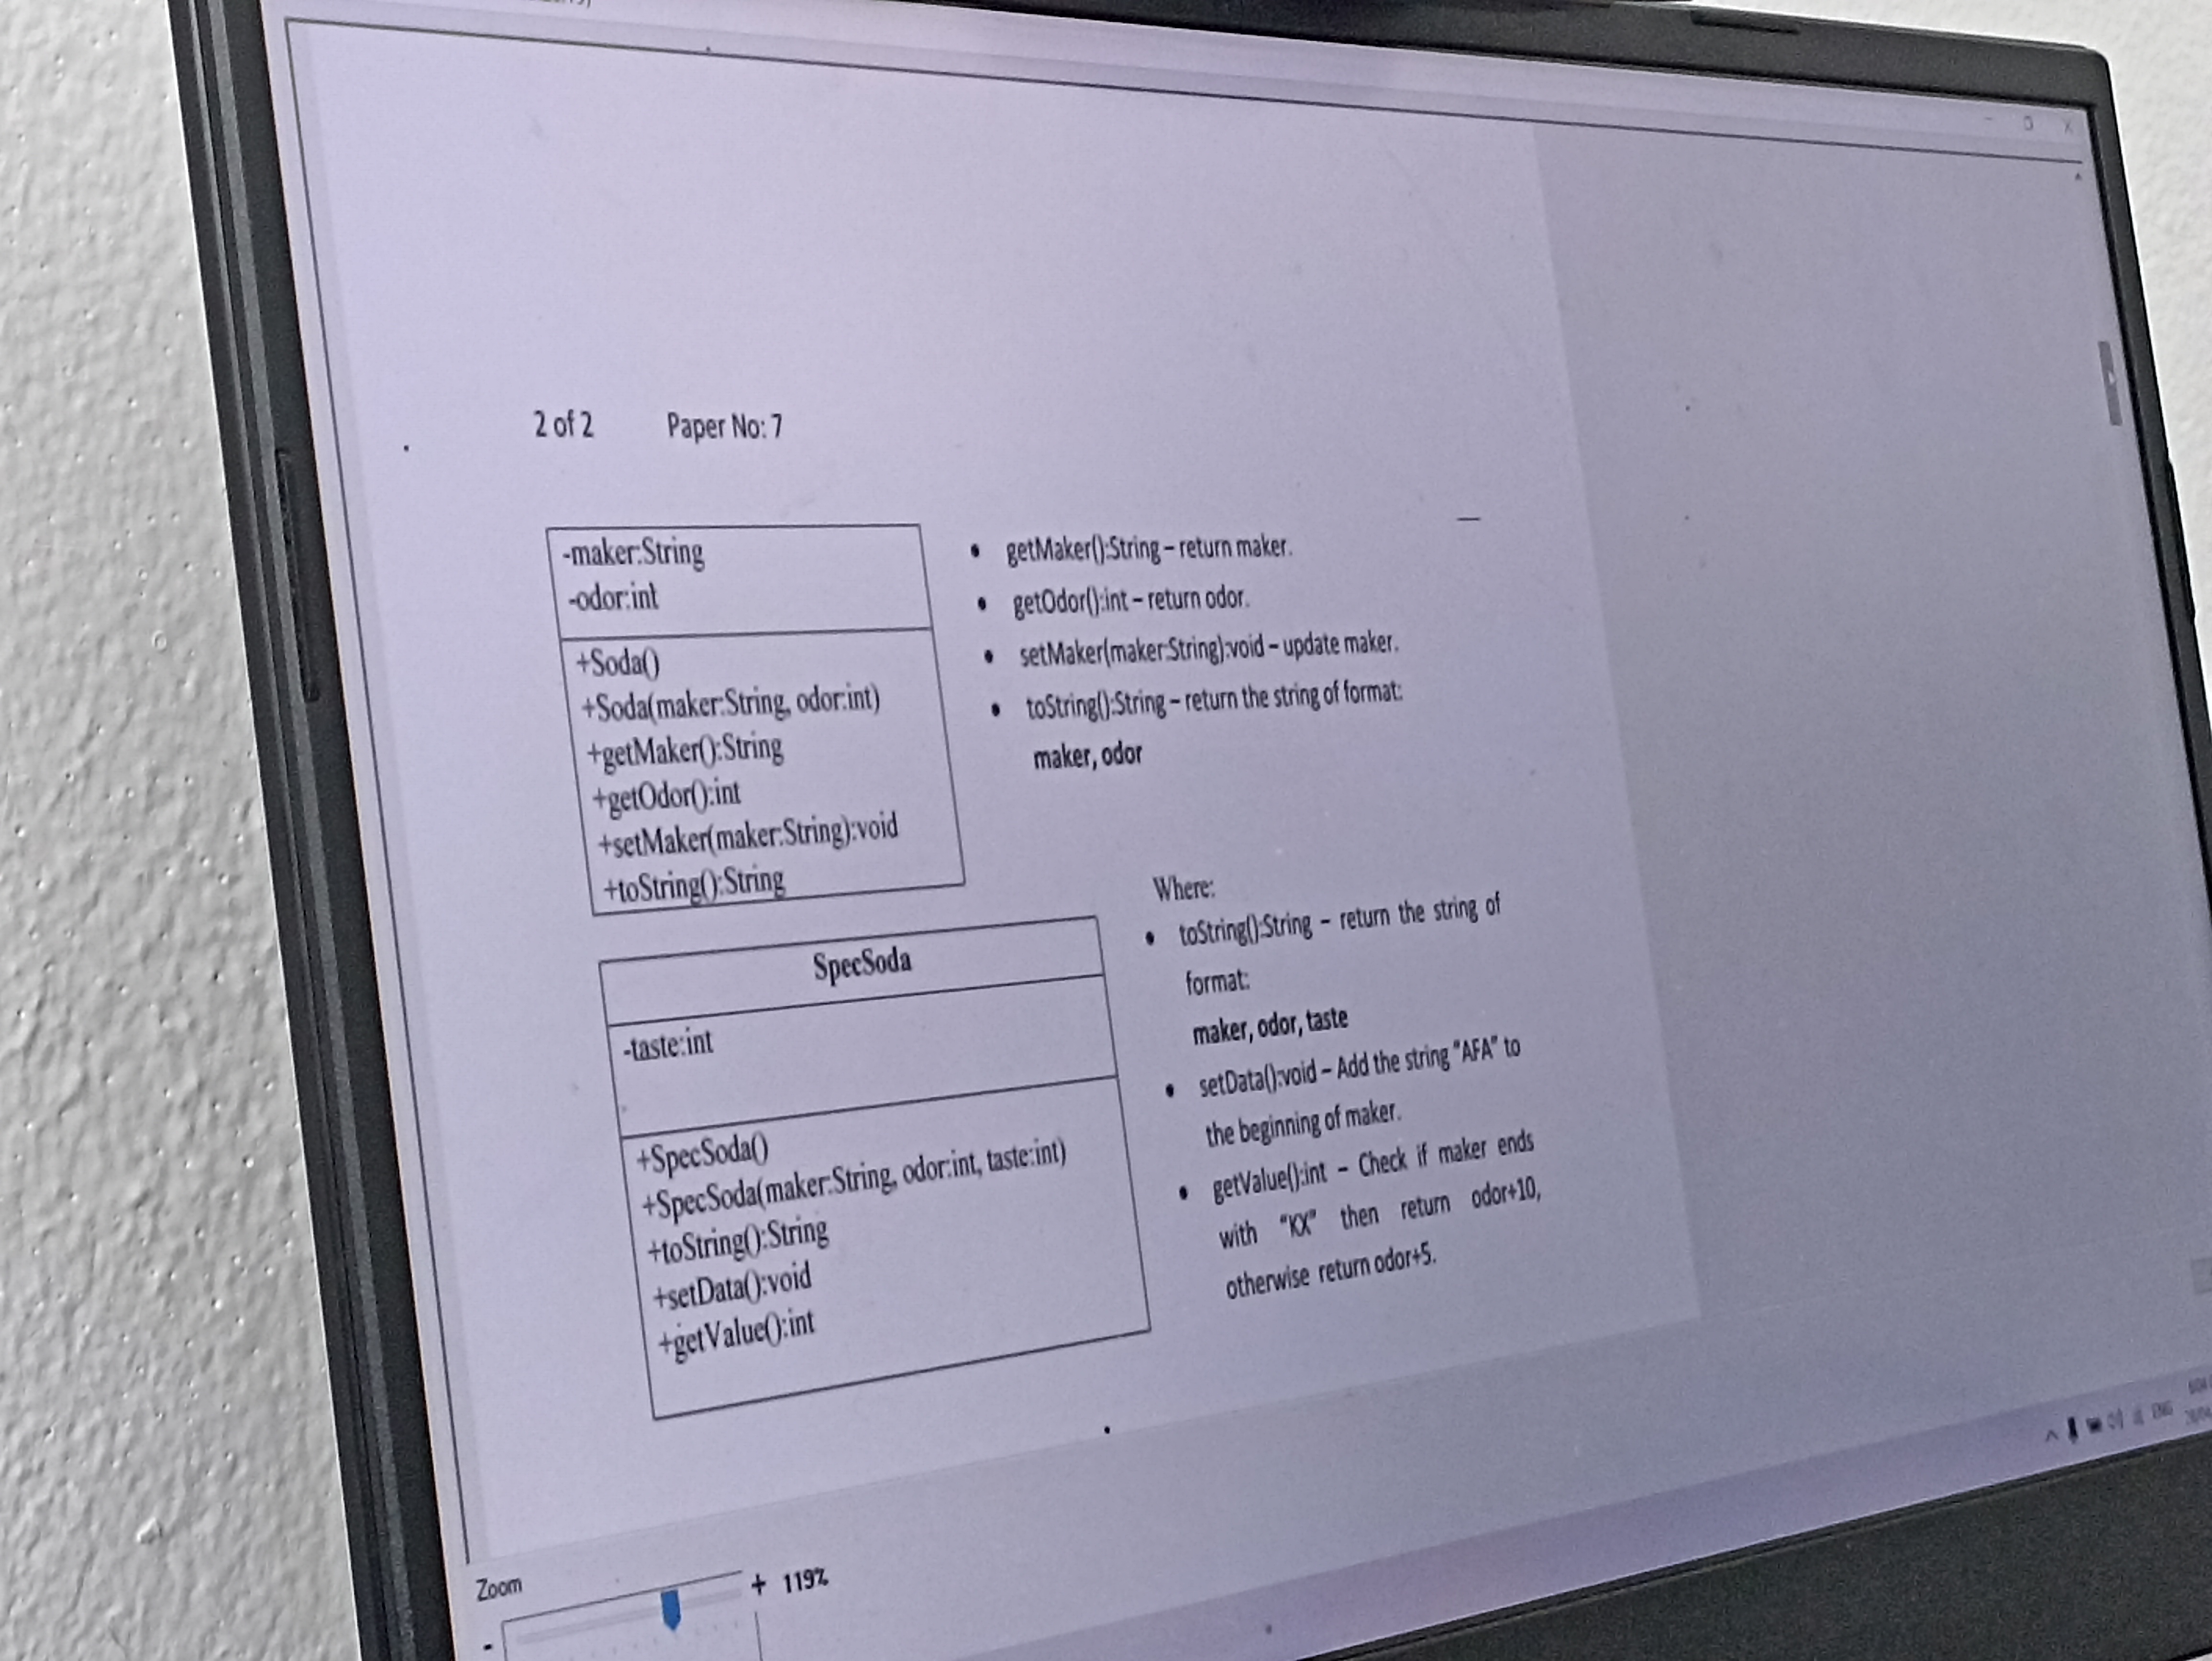 2 of 2 Paper No: 7
-maker:String
-odor:int
+Soda()
+Soda(maker:String, odor:int)
+getMaker():String
+getOdor():int
+setMaker(maker:String):void
+toString():String
• getMaker():String – return maker.
• getOdor():int – return odor.
• setMaker(maker:String):void – update maker.
• toString():String – return the string of format:
maker, odor
SpecSoda
-taste:int
+SpecSoda()
+SpecSoda(maker:String, odor:int, taste:int)
+toString():String
+setData():void
+getValue():int
Where:
• toString():String – return the string of
format:
maker, odor, taste
• setData():void – Add the string “AFA” to
the beginning of maker.
• getValue():int – Check if maker ends
with “KX” then return odor+10,
otherwise return odor+5.
Zoom
- + 119%
ENG